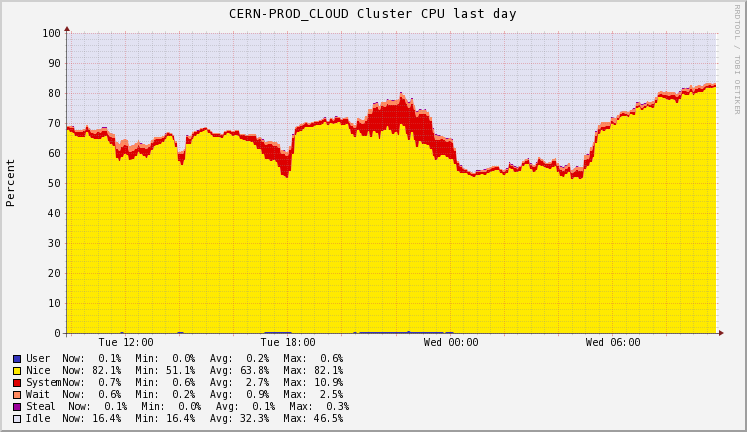 CERN-PROD_CLOUD Cluster CPU last day
RRDTOOL / TOBI OETIKER
Percent
100
90
80
70
60
50
40
30
20
10
0
Tue 12:00 Tue 18:00 Wed 00:00 Wed 06:00
User Now: 0.1% Min: 0.0% Avg: 0.2% Max: 0.6%
Nice Now: 82.1% Min: 51.1% Avg: 63.8% Max: 82.1%
System Now: 0.7% Min: 0.6% Avg: 2.7% Max: 10.9%
Wait Now: 0.6% Min: 0.2% Avg: 0.9% Max: 2.5%
Steal Now: 0.1% Min: 0.0% Avg: 0.1% Max: 0.3%
Idle Now: 16.4% Min: 16.4% Avg: 32.3% Max: 46.5%